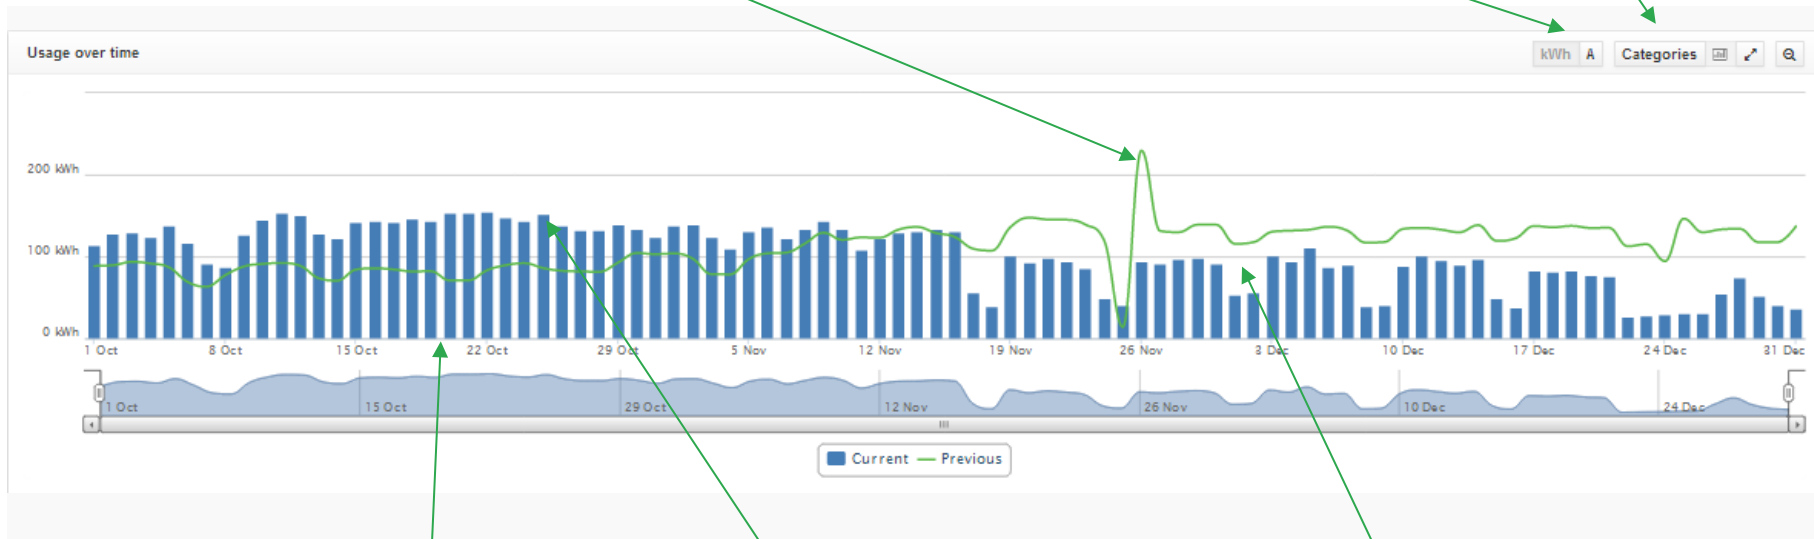 Usage over time
kWh A Categories
200 kWh
100 kWh
0 kWh
1 Oct 8 Oct 15 Oct 22 Oct 29 Oct 5 Nov 12 Nov 19 Nov 26 Nov 3 Dec 10 Dec 17 Dec 24 Dec 31 Dec
1 Oct 15 Oct 29 Oct 12 Nov 26 Nov 10 Dec 24 Dec
Current Previous